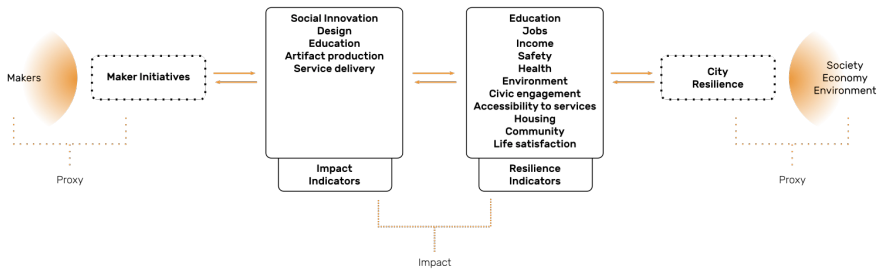 Makers
Maker Initiatives
Social Innovation
Design
Education
Artifact production
Service delivery
Impact
Indicators
Education
Jobs
Income
Safety
Health
Environment
Civic engagement
Accessibility to services
Housing
Community
Life satisfaction
Resilience
Indicators
City
Resilience
Society
Economy
Environment
Proxy
Proxy
Impact